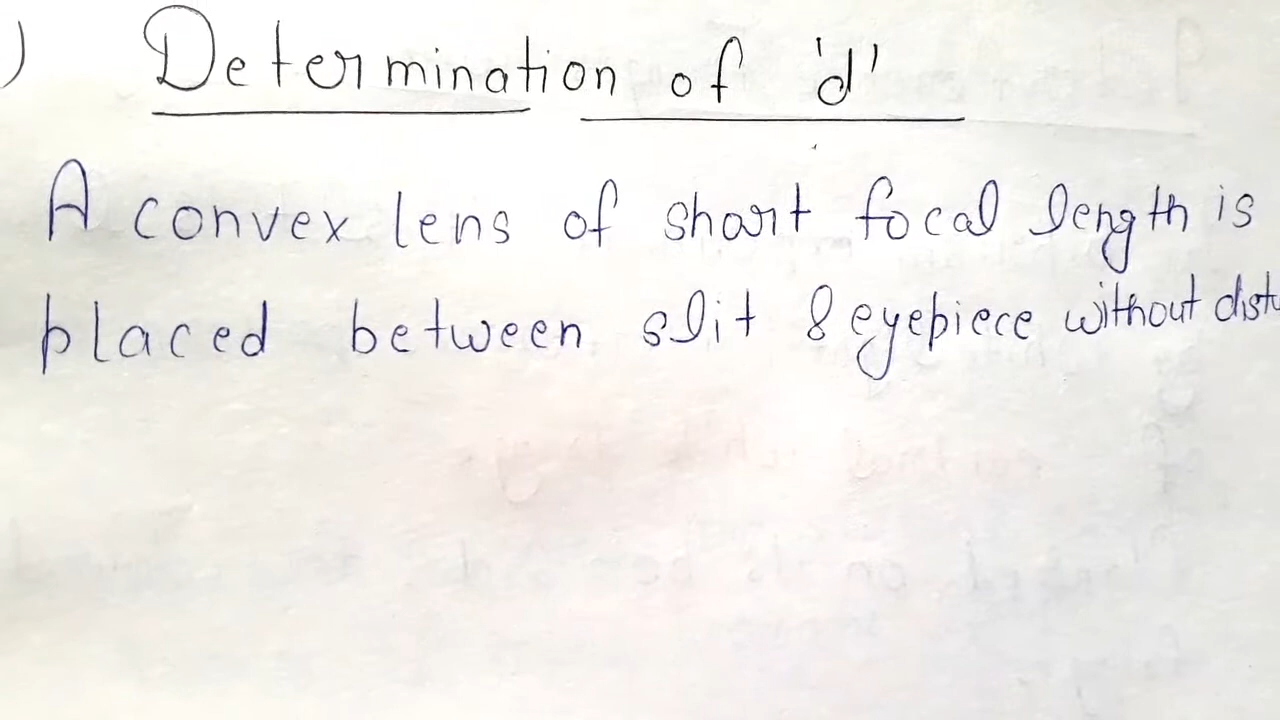 ) Determination of 'd'
A convex lens of short focal length is
placed between slit & eyepiece without